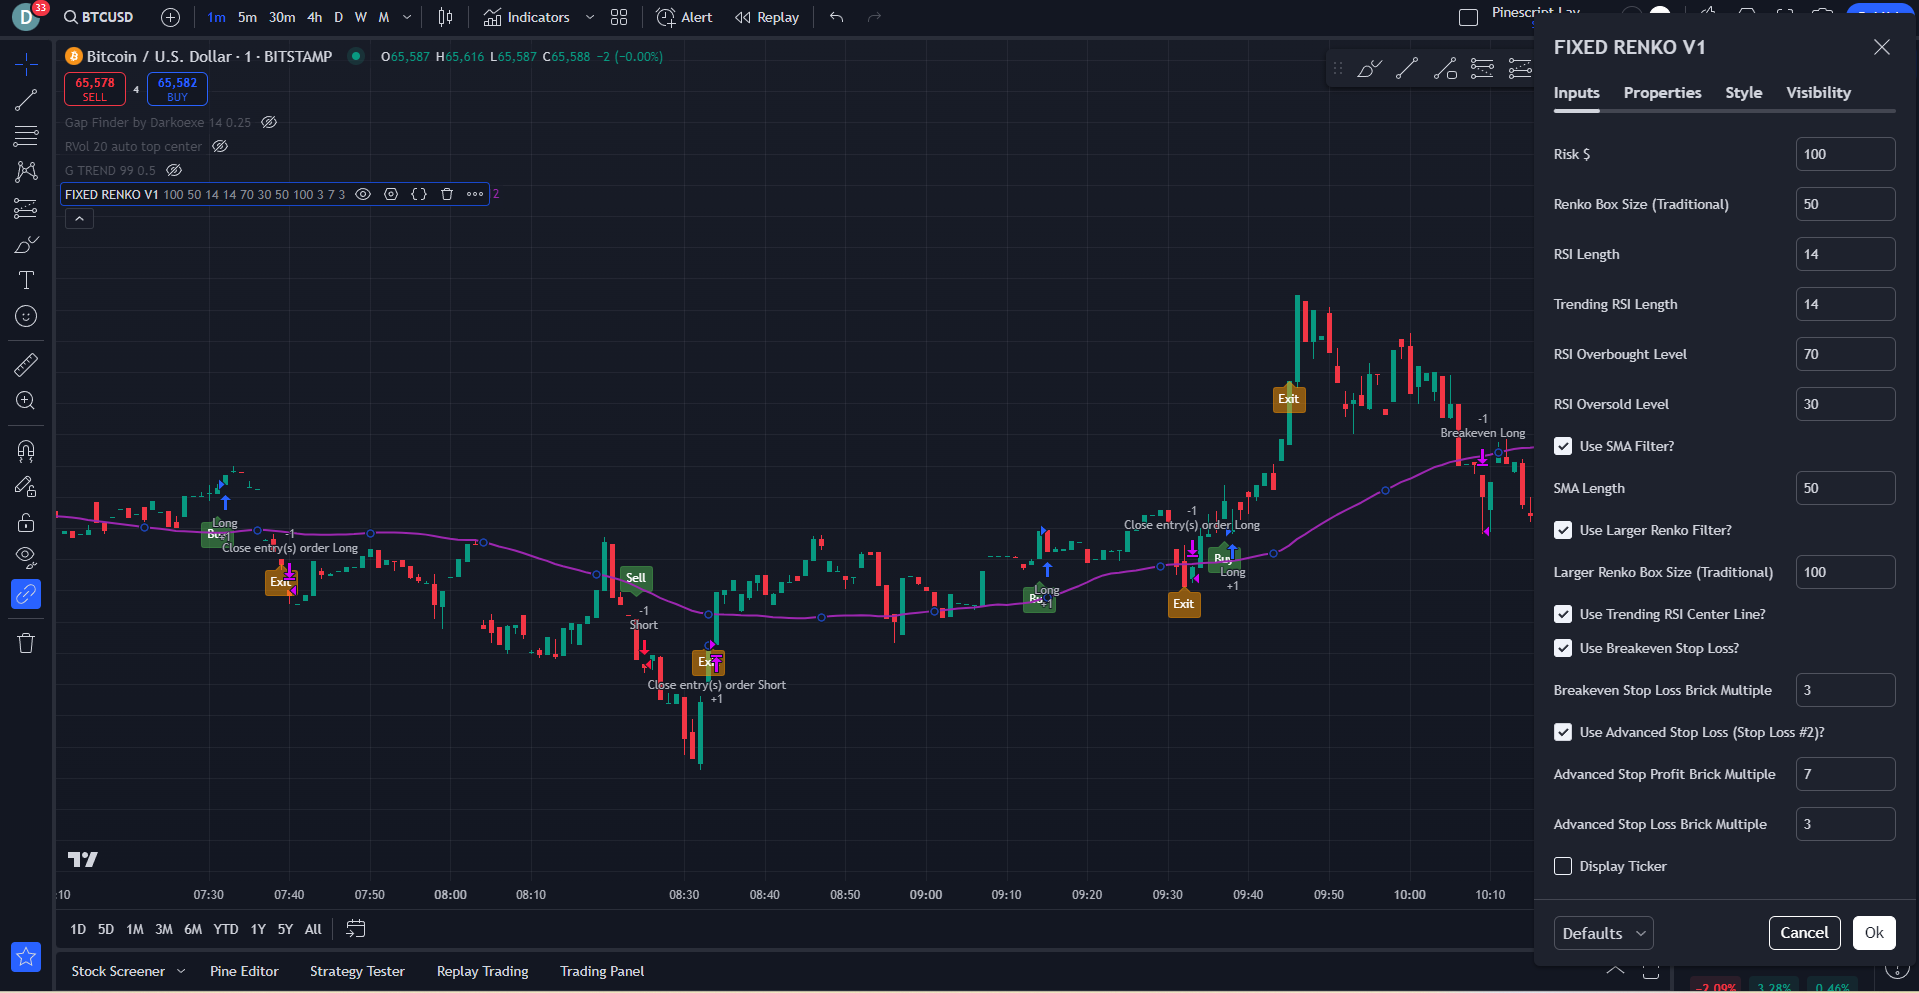 D 33 BTCUSD 1m 5m 30m 4h D W M Indicators Alert Replay
Bitcoin / U.S. Dollar · 1 · BITSTAMP O65,587 H65,616 L65,587 C65,588 −2 (−0.00%)
65,578 SELL 4 65,582 BUY
Gap Finder by Darkoexe 14 0.25
RVol 20 auto top center
G TREND 99 0.5
FIXED RENKO V1 100 50 14 14 70 30 50 100 3 7 3 2
Exit
-1
Breakeven Long
Long
+1
-1
Close entry(s) order Long
Exit
Sell
-1
Short
Close entry(s) order Short
+1
Long
+1
-1
Close entry(s) order Long
Buy
Long
+1
Exit
:10 07:30 07:40 07:50 08:00 08:10 08:30 08:40 08:50 09:00 09:10 09:20 09:30 09:40 09:50 10:00 10:10
1D 5D 1M 3M 6M YTD 1Y 5Y All
Stock Screener Pine Editor Strategy Tester Replay Trading Trading Panel
FIXED RENKO V1
Inputs Properties Style Visibility
Risk $ 100
Renko Box Size (Traditional) 50
RSI Length 14
Trending RSI Length 14
RSI Overbought Level 70
RSI Oversold Level 30
Use SMA Filter?
SMA Length 50
Use Larger Renko Filter?
Larger Renko Box Size (Traditional) 100
Use Trending RSI Center Line?
Use Breakeven Stop Loss?
Breakeven Stop Loss Brick Multiple 3
Use Advanced Stop Loss (Stop Loss #2)?
Advanced Stop Profit Brick Multiple 7
Advanced Stop Loss Brick Multiple 3
Display Ticker
Defaults Cancel Ok
−2.09% 3.28% 0.46%